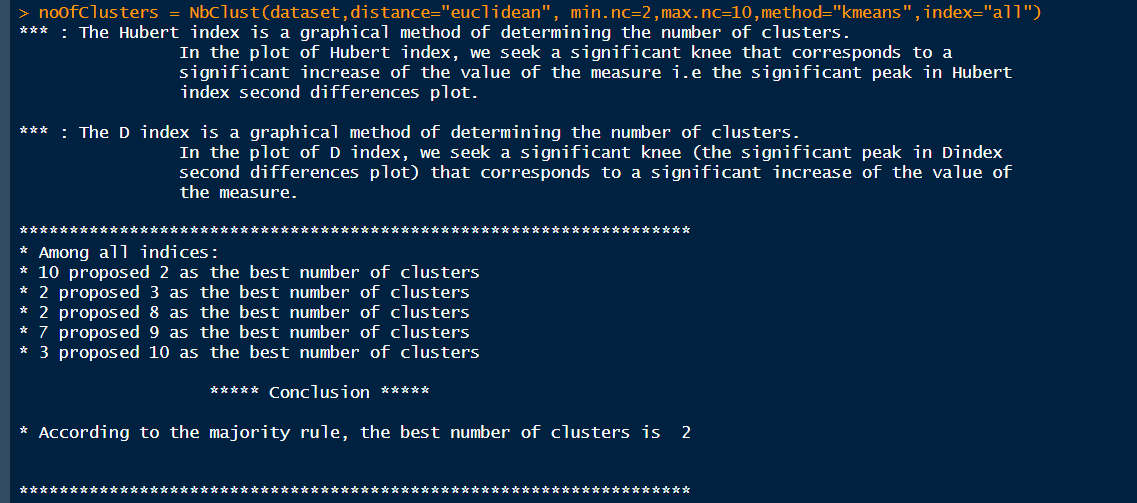 > noOfClusters = NbClust(dataset,distance="euclidean", min.nc=2,max.nc=10,method="kmeans",index="all")
*** : The Hubert index is a graphical method of determining the number of clusters.
In the plot of Hubert index, we seek a significant knee that corresponds to a
significant increase of the value of the measure i.e the significant peak in Hubert
index second differences plot.
*** : The D index is a graphical method of determining the number of clusters.
In the plot of D index, we seek a significant knee (the significant peak in Dindex
second differences plot) that corresponds to a significant increase of the value of
the measure.
*******************************************************************
* Among all indices:
* 10 proposed 2 as the best number of clusters
* 2 proposed 3 as the best number of clusters
* 2 proposed 8 as the best number of clusters
* 7 proposed 9 as the best number of clusters
* 3 proposed 10 as the best number of clusters
***** Conclusion *****
* According to the majority rule, the best number of clusters is  2
*******************************************************************